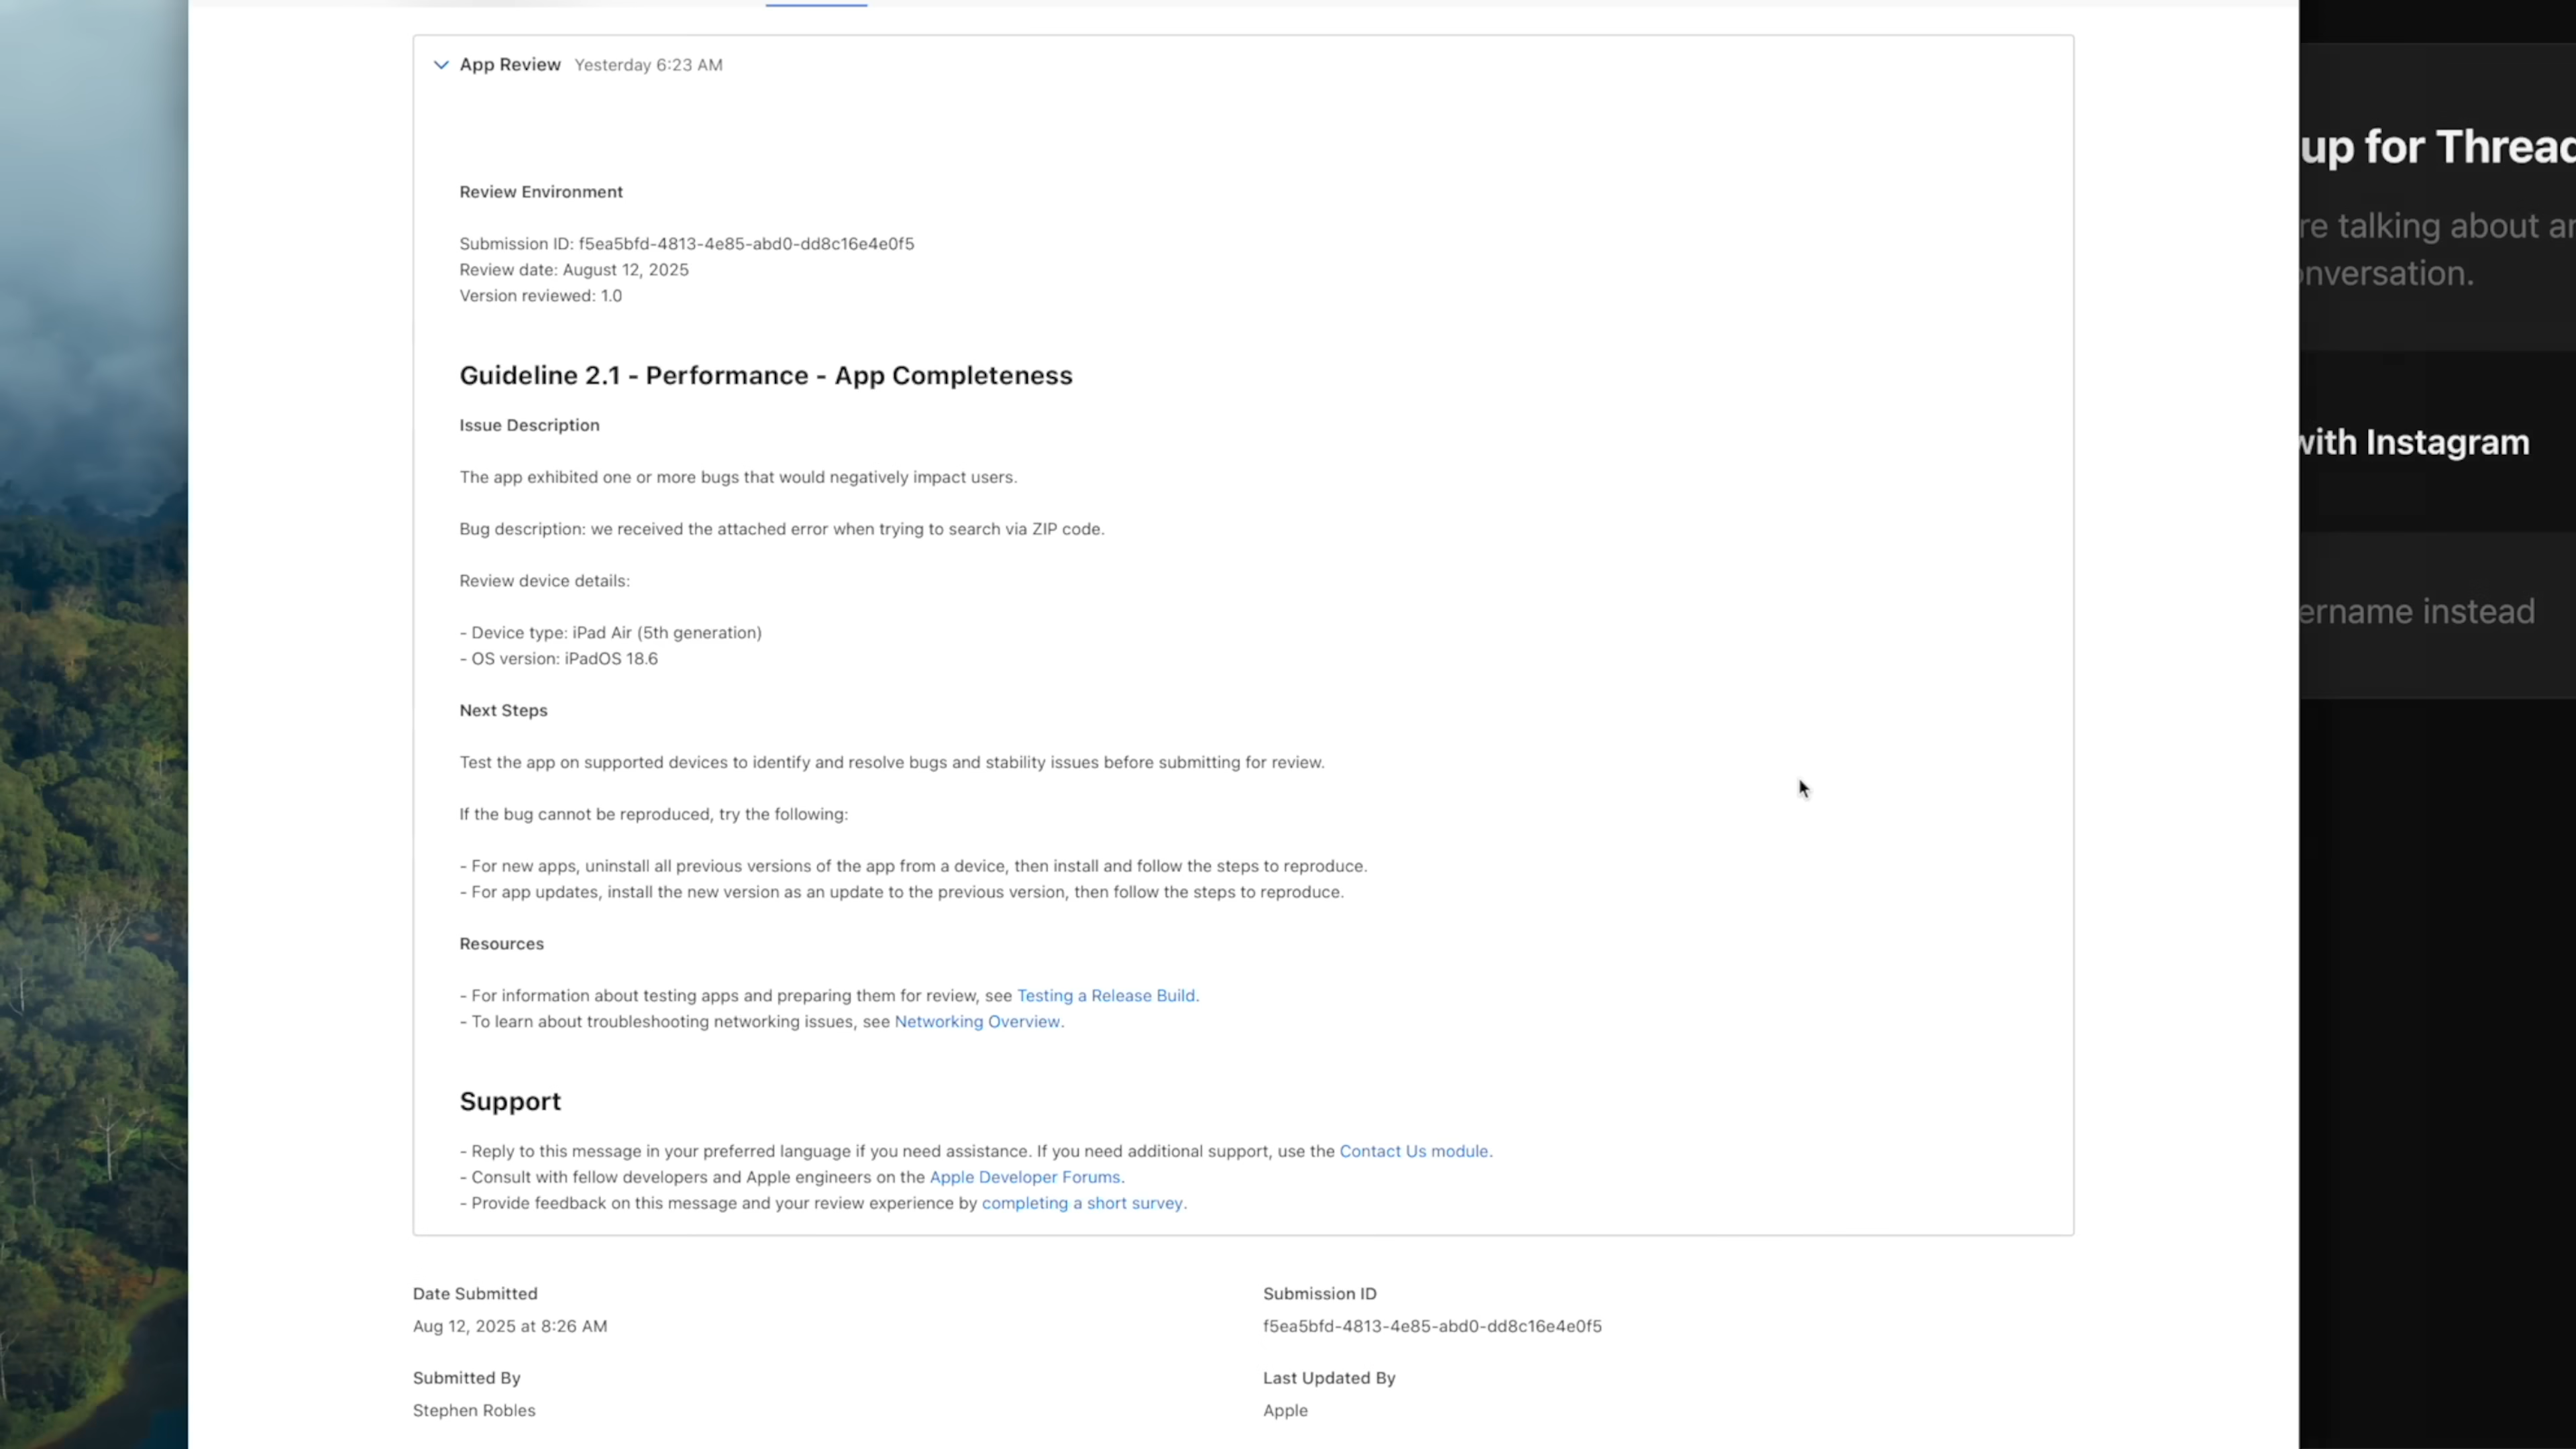 App Review Yesterday 6:23 AM
Review Environment
Submission ID: f5ea5bfd-4813-4e85-abd0-dd8c16e4e0f5
Review date: August 12, 2025
Version reviewed: 1.0
Guideline 2.1 - Performance - App Completeness
Issue Description
The app exhibited one or more bugs that would negatively impact users.
Bug description: we received the attached error when trying to search via ZIP code.
Review device details:
- Device type: iPad Air (5th generation)
- OS version: iPadOS 18.6
Next Steps
Test the app on supported devices to identify and resolve bugs and stability issues before submitting for review.
If the bug cannot be reproduced, try the following:
- For new apps, uninstall all previous versions of the app from a device, then install and follow the steps to reproduce.
- For app updates, install the new version as an update to the previous version, then follow the steps to reproduce.
Resources
- For information about testing apps and preparing them for review, see Testing a Release Build.
- To learn about troubleshooting networking issues, see Networking Overview.
Support
- Reply to this message in your preferred language if you need assistance. If you need additional support, use the Contact Us module.
- Consult with fellow developers and Apple engineers on the Apple Developer Forums.
- Provide feedback on this message and your review experience by completing a short survey.
Date Submitted
Aug 12, 2025 at 8:26 AM
Submission ID
f5ea5bfd-4813-4e85-abd0-dd8c16e4e0f5
Submitted By
Stephen Robles
Last Updated By
Apple
up for Thread
re talking about
onversation.
with Instagram
ername instead